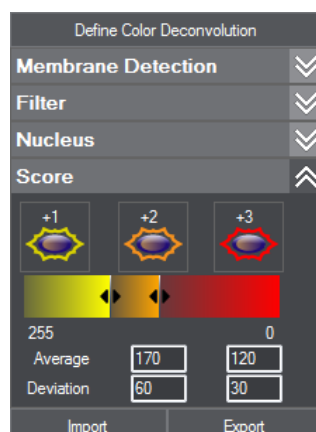 Define Color Deconvolution
Membrane Detection
Filter
Nucleus
Score
+1 +2 +3
255 0
Average 170 120
Deviation 60 30
Import Export